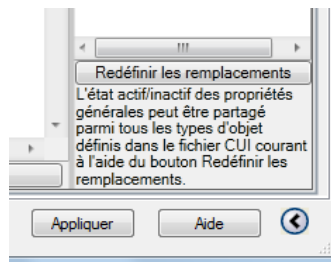 Redéfinir les remplacements
L'état actif/inactif des propriétés
générales peut être partagé
parmi tous les types d'objet
définis dans le fichier CUI courant
à l'aide du bouton Redéfinir les
remplacements.
Appliquer
Aide